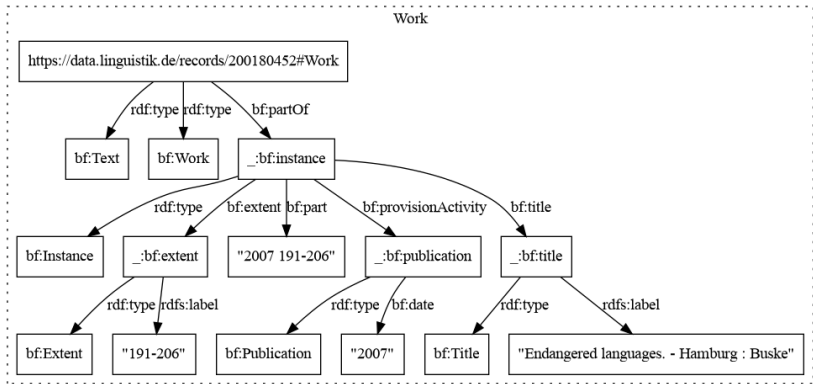 Work
https://data.linguistik.de/records/200180452#Work
rdf:type rdf:type bf:partOf
bf:Text bf:Work _:bf:instance
rdf:type bf:extent bf:part bf:provisionActivity bf:title
bf:Instance _:bf:extent "2007 191-206" _:bf:publication _:bf:title
rdf:type rdfs:label rdf:type bf:date rdf:type rdfs:label
bf:Extent "191-206" bf:Publication "2007" bf:Title "Endangered languages. - Hamburg : Buske"